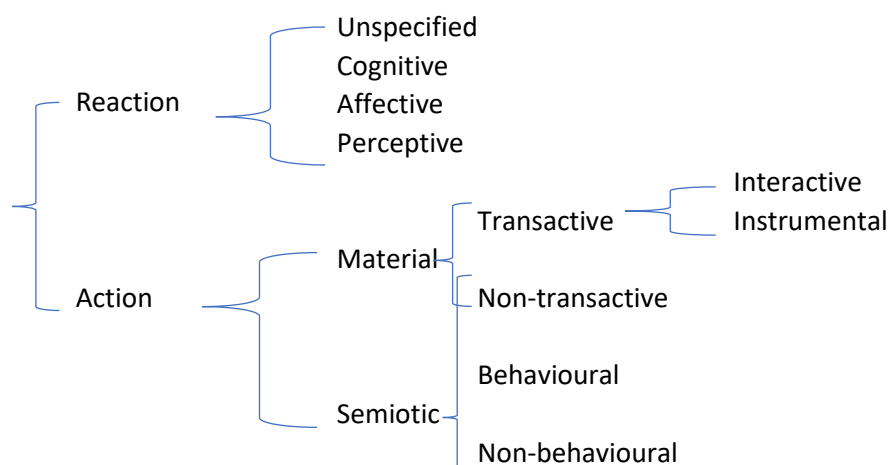 Unspecified
Cognitive
Reaction
Affective
Perceptive
Interactive
Transactive
Instrumental
Material
Action
Non-transactive
Behavioural
Semiotic
Non-behavioural